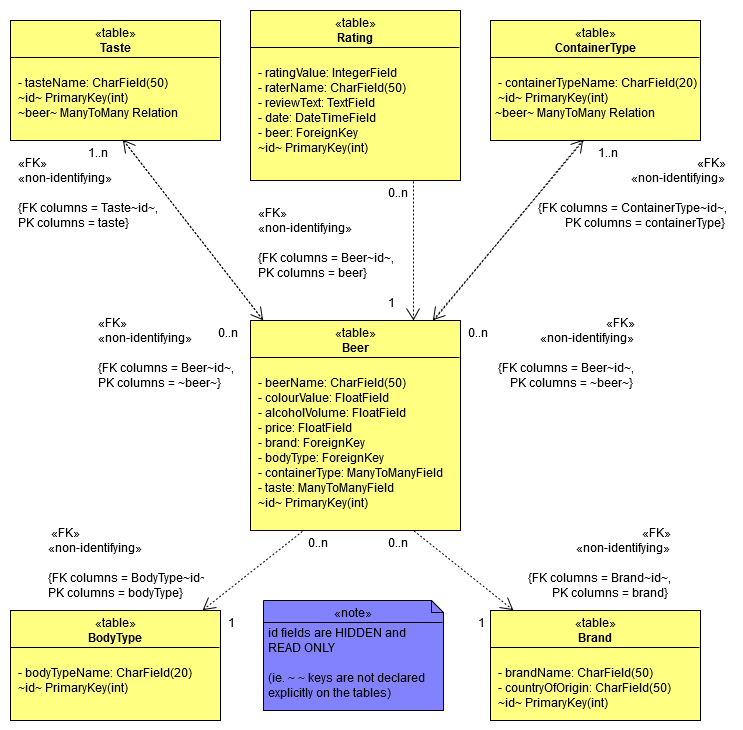 «table»
Taste
- tasteName: CharField(50)
~id~ PrimaryKey(int)
~beer~ ManyToMany Relation
«table»
Rating
- ratingValue: IntegerField
- raterName: CharField(50)
- reviewText: TextField
- date: DateTimeField
- beer: ForeignKey
~id~ PrimaryKey(int)
«table»
ContainerType
- containerTypeName: CharField(20)
~id~ PrimaryKey(int)
~beer~ ManyToMany Relation
1..n
«FK»
«non-identifying»
{FK columns = Taste~id~,
PK columns = taste}
0..n
«FK»
«non-identifying»
{FK columns = Beer~id~,
PK columns = beer}
1
1..n
«FK»
«non-identifying»
{FK columns = ContainerType~id~,
PK columns = containerType}
«FK»
«non-identifying»
{FK columns = Beer~id~,
PK columns = ~beer~}
0..n
«table»
Beer
- beerName: CharField(50)
- colourValue: FloatField
- alcoholVolume: FloatField
- price: FloatField
- brand: ForeignKey
- bodyType: ForeignKey
- containerType: ManyToManyField
- taste: ManyToManyField
~id~ PrimaryKey(int)
0..n
«FK»
«non-identifying»
{FK columns = Beer~id~,
PK columns = ~beer~}
«FK»
«non-identifying»
{FK columns = BodyType~id~
PK columns = bodyType}
0..n
0..n
«FK»
«non-identifying»
{FK columns = Brand~id~,
PK columns = brand}
«table»
BodyType
- bodyTypeName: CharField(20)
~id~ PrimaryKey(int)
1
«note»
id fields are HIDDEN and
READ ONLY
(ie. ~ ~ keys are not declared
explicitly on the tables)
1
«table»
Brand
- brandName: CharField(50)
- countryOfOrigin: CharField(50)
~id~ PrimaryKey(int)